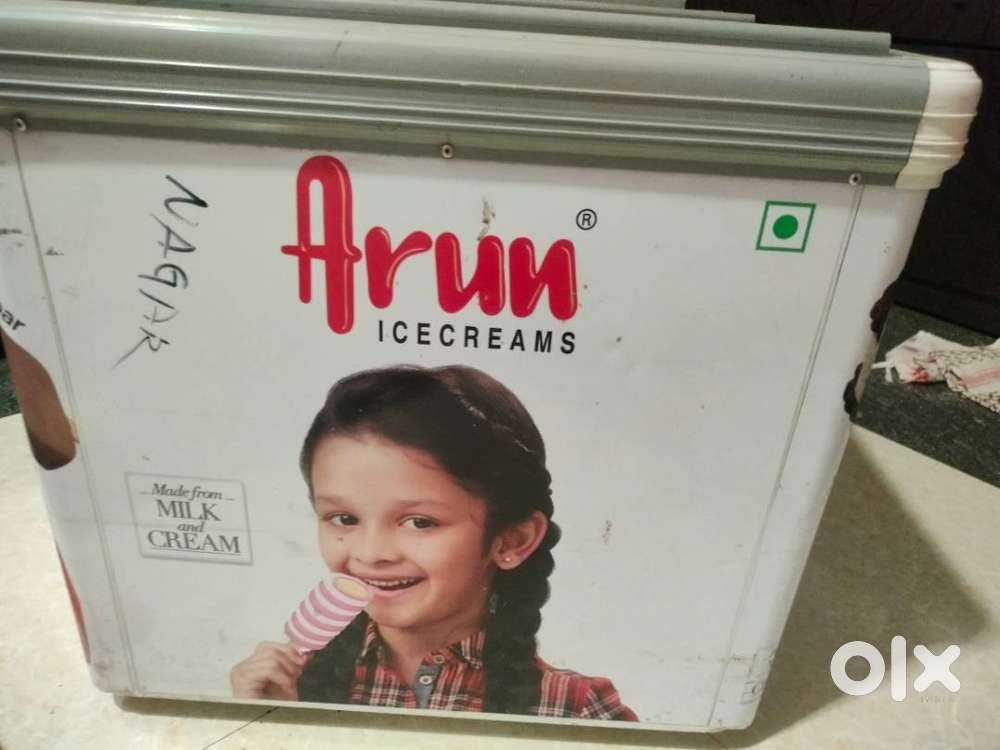 Arun®
ICECREAMS
NAGAR
Made from
MILK
and
CREAM
olx